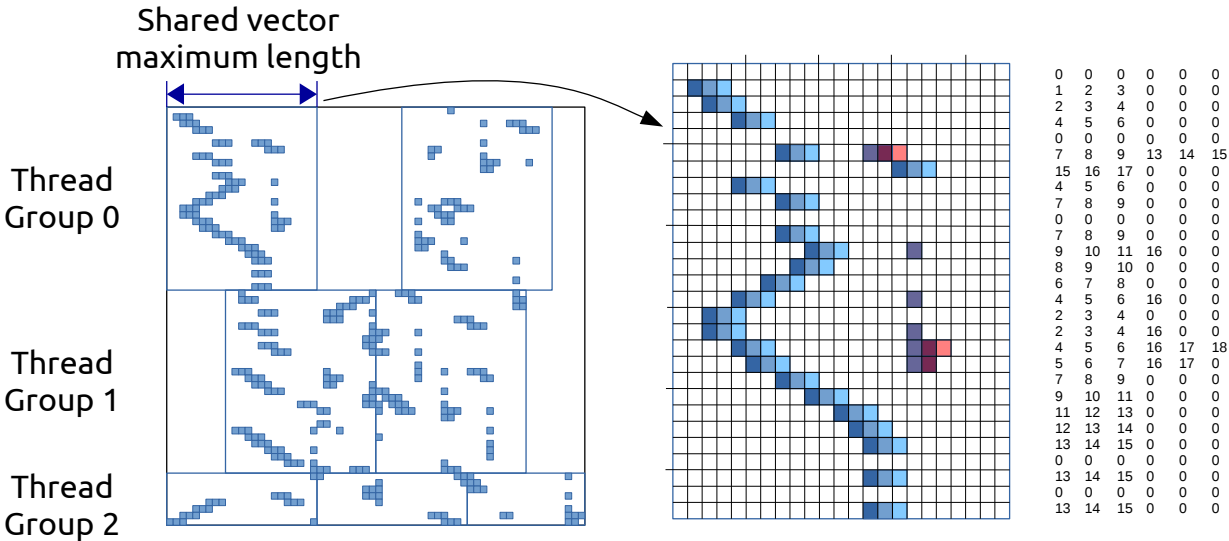 Shared vector
maximum length
Thread
Group 0
Thread
Group 1
Thread
Group 2
0 0 0 0 0 0
1 2 3 0 0 0
2 3 4 0 0 0
4 5 6 0 0 0
0 0 0 0 0 0
7 8 9 13 14 15
15 16 17 0 0 0
4 5 6 0 0 0
7 8 9 0 0 0
0 0 0 0 0 0
7 8 9 0 0 0
9 10 11 16 0 0
8 9 10 0 0 0
6 7 8 0 0 0
4 5 6 16 0 0
2 3 4 0 0 0
2 3 4 16 0 0
4 5 6 16 17 18
5 6 7 16 17 0
7 8 9 0 0 0
9 10 11 0 0 0
11 12 13 0 0 0
12 13 14 0 0 0
13 14 15 0 0 0
0 0 0 0 0 0
13 14 15 0 0 0
0 0 0 0 0 0
13 14 15 0 0 0